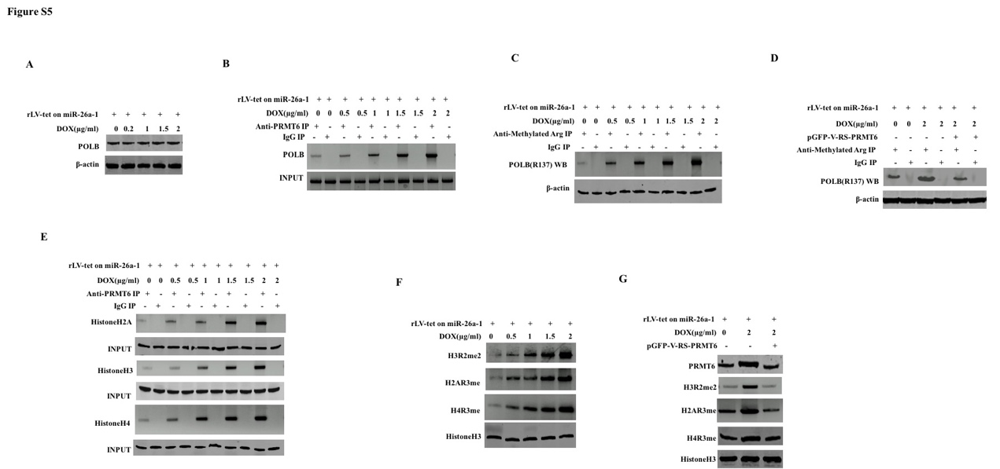 Figure S5
A
rLV-tet on miR-26a-1 + + + + +
DOX(μg/ml) 0 0.2 1 1.5 2
POLB
β-actin
B
rLV-tet on miR-26a-1 + + + + + + + + + +
DOX(μg/ml) 0 0 0.5 0.5 1 1 1.5 1.5 2 2
Anti-PRMT6 IP + - + - + - + - + -
IgG IP - + - + - + - + - +
POLB
INPUT
C
rLV-tet on miR-26a-1 + + + + + + + + + +
DOX(μg/ml) 0 0 0.5 0.5 1 1 1.5 1.5 2 2
Anti-Methylated Arg IP + - + - + - + - + -
IgG IP - + - + - + - + - +
POLB(R137) WB
β-actin
D
rLV-tet on miR-26a-1 + + + + + +
DOX(μg/ml) 0 0 2 2 2 2
pGFP-V-RS-PRMT6 - - - - + +
Anti-Methylated Arg IP + - + - + -
IgG IP - + - + - +
POLB(R137) WB
β-actin
E
rLV-tet on miR-26a-1 + + + + + + + + + +
DOX(μg/ml) 0 0 0.5 0.5 1 1 1.5 1.5 2 2
Anti-PRMT6 IP + - + - + - + - + -
IgG IP - + - + - + - + - +
HistoneH2A
INPUT
HistoneH3
INPUT
HistoneH4
INPUT
F
rLV-tet on miR-26a-1 + + + + +
DOX(μg/ml) 0 0.5 1 1.5 2
H3R2me2
H2AR3me
H4R3me
HistoneH3
G
rLV-tet on miR-26a-1 + + +
DOX(μg/ml) 0 2 2
pGFP-V-RS-PRMT6 - - +
PRMT6
H3R2me2
H2AR3me
H4R3me
HistoneH3